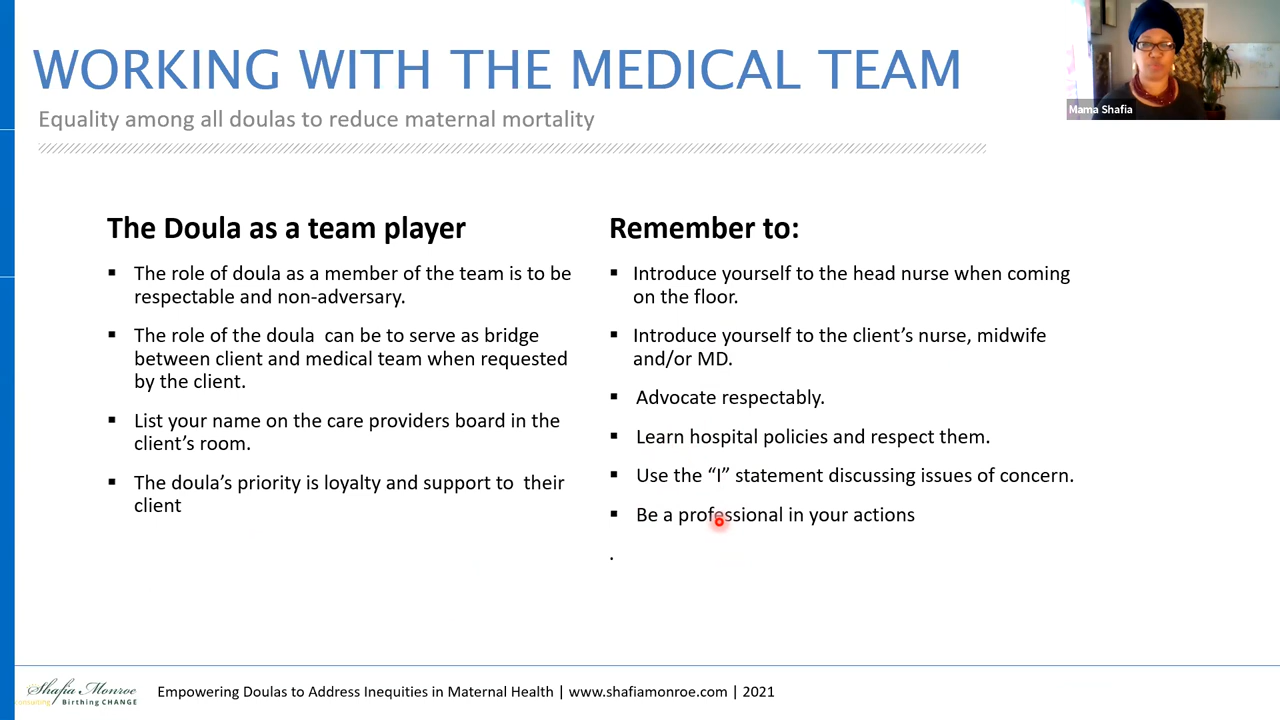 WORKING WITH THE MEDICAL TEAM
Equality among all doulas to reduce maternal mortality
Mama Shafia
The Doula as a team player
▪ The role of doula as a member of the team is to be
respectable and non-adversary.
▪ The role of the doula  can be to serve as bridge
between client and medical team when requested
by the client.
▪ List your name on the care providers board in the
client’s room.
▪ The doula’s priority is loyalty and support to  their
client
Remember to:
▪ Introduce yourself to the head nurse when coming
on the floor.
▪ Introduce yourself to the client’s nurse, midwife
and/or MD.
▪ Advocate respectably.
▪ Learn hospital policies and respect them.
▪ Use the “I” statement discussing issues of concern.
▪ Be a professional in your actions
.
Shafia Monroe
consulting Birthing CHANGE
Empowering Doulas to Address Inequities in Maternal Health | www.shafiamonroe.com | 2021